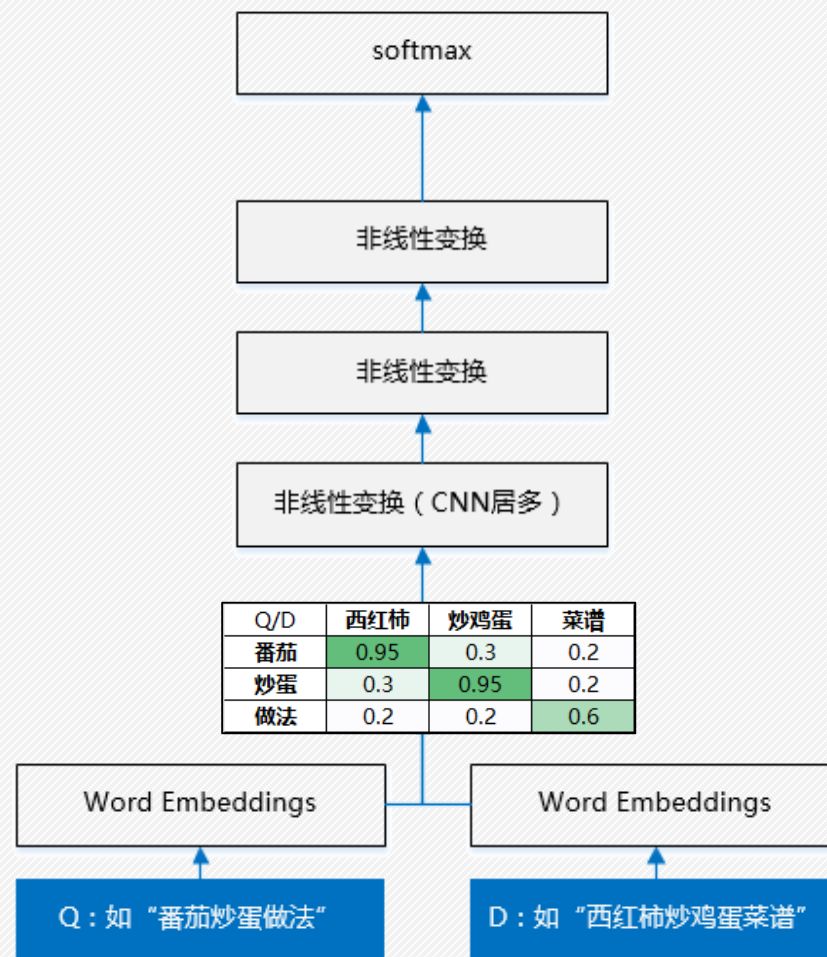 softmax
非线性变换
非线性变换
非线性变换（CNN居多）
Q/D 西红柿 炒鸡蛋 菜谱
番茄 0.95 0.3 0.2
炒蛋 0.3 0.95 0.2
做法 0.2 0.2 0.6
Word Embeddings Word Embeddings
Q：如“番茄炒蛋做法” D：如“西红柿炒鸡蛋菜谱”